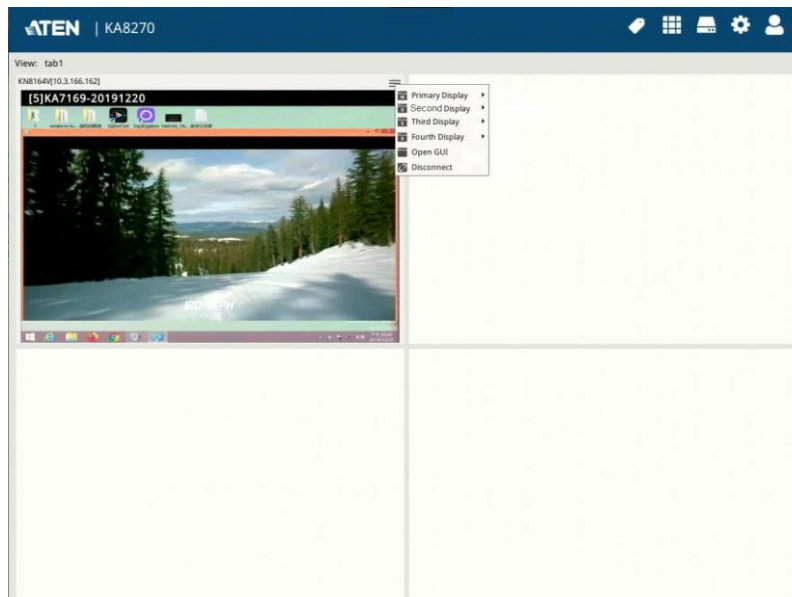 ATEN | KA8270
View: tab1
KN8164V[10.3.166.162]
[5]KA7169-20191220
Primary Display
Second Display
Third Display
Fourth Display
Open GUI
Disconnect